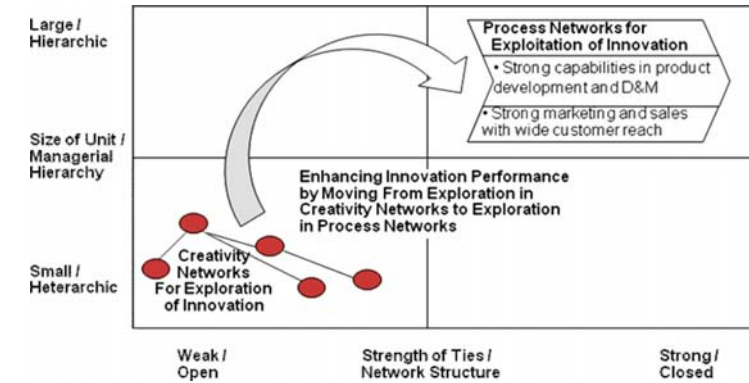 Large /
Hierarchic
Process Networks for
Exploitation of Innovation
• Strong capabilities in product
development and D&M
• Strong marketing and sales
with wide customer reach
Size of Unit /
Managerial
Hierarchy
Enhancing Innovation Performance
by Moving From Exploration in
Creativity Networks to Exploration
in Process Networks
Small /
Heterarchic
Creativity
Networks
For Exploration
of Innovation
Weak /
Open
Strength of Ties /
Network Structure
Strong /
Closed